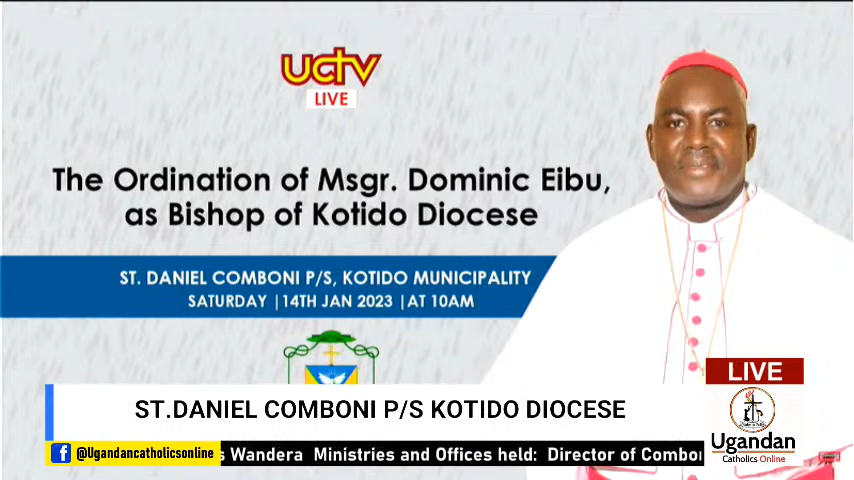 uctv
LIVE
The Ordination of Msgr. Dominic Eibu,
as Bishop of Kotido Diocese
ST. DANIEL COMBONI P/S, KOTIDO MUNICIPALITY
SATURDAY |14TH JAN 2023 |AT 10AM
LIVE
ST.DANIEL COMBONI P/S KOTIDO DIOCESE
Ugandan
Catholics Online
f @Ugandancatholicsonline
s Wandera Ministries and Offices held: Director of Combon